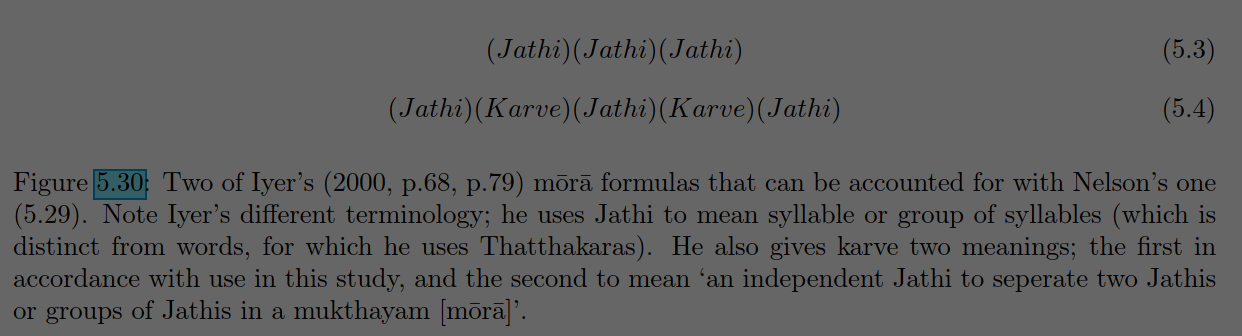 (Jathi)(Jathi)(Jathi) (5.3)
(Jathi)(Karve)(Jathi)(Karve)(Jathi) (5.4)
Figure 5.30: Two of Iyer's (2000, p.68, p.79) mōrā formulas that can be accounted for with Nelson's one
(5.29). Note Iyer's different terminology; he uses Jathi to mean syllable or group of syllables (which is
distinct from words, for which he uses Thatthakaras). He also gives karve two meanings; the first in
accordance with use in this study, and the second to mean ‘an independent Jathi to seperate two Jathis
or groups of Jathis in a mukthayam [mōrā]’.